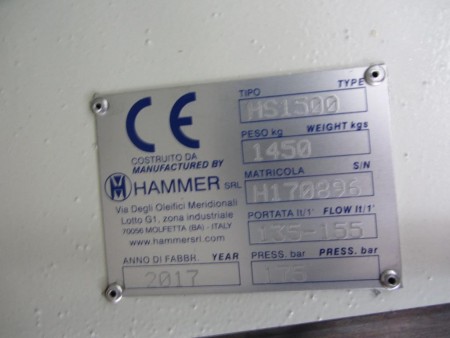 CE
COSTRUITO DA
MANUFACTURED BY
HAMMER SRL
Via Degli Oleifici Meridionali
Lotto G1, zona industriale
70056 MOLFETTA (BA) - ITALY
www.hammersrl.com
ANNO DI FABBR. YEAR
2017
TIPO TYPE
HS1500
PESO kg WEIGHT kgs
1450
MATRICOLA S/N
H170896
PORTATA lt/1' FLOW lt/1'
135-155
PRESS. bar PRESS. bar